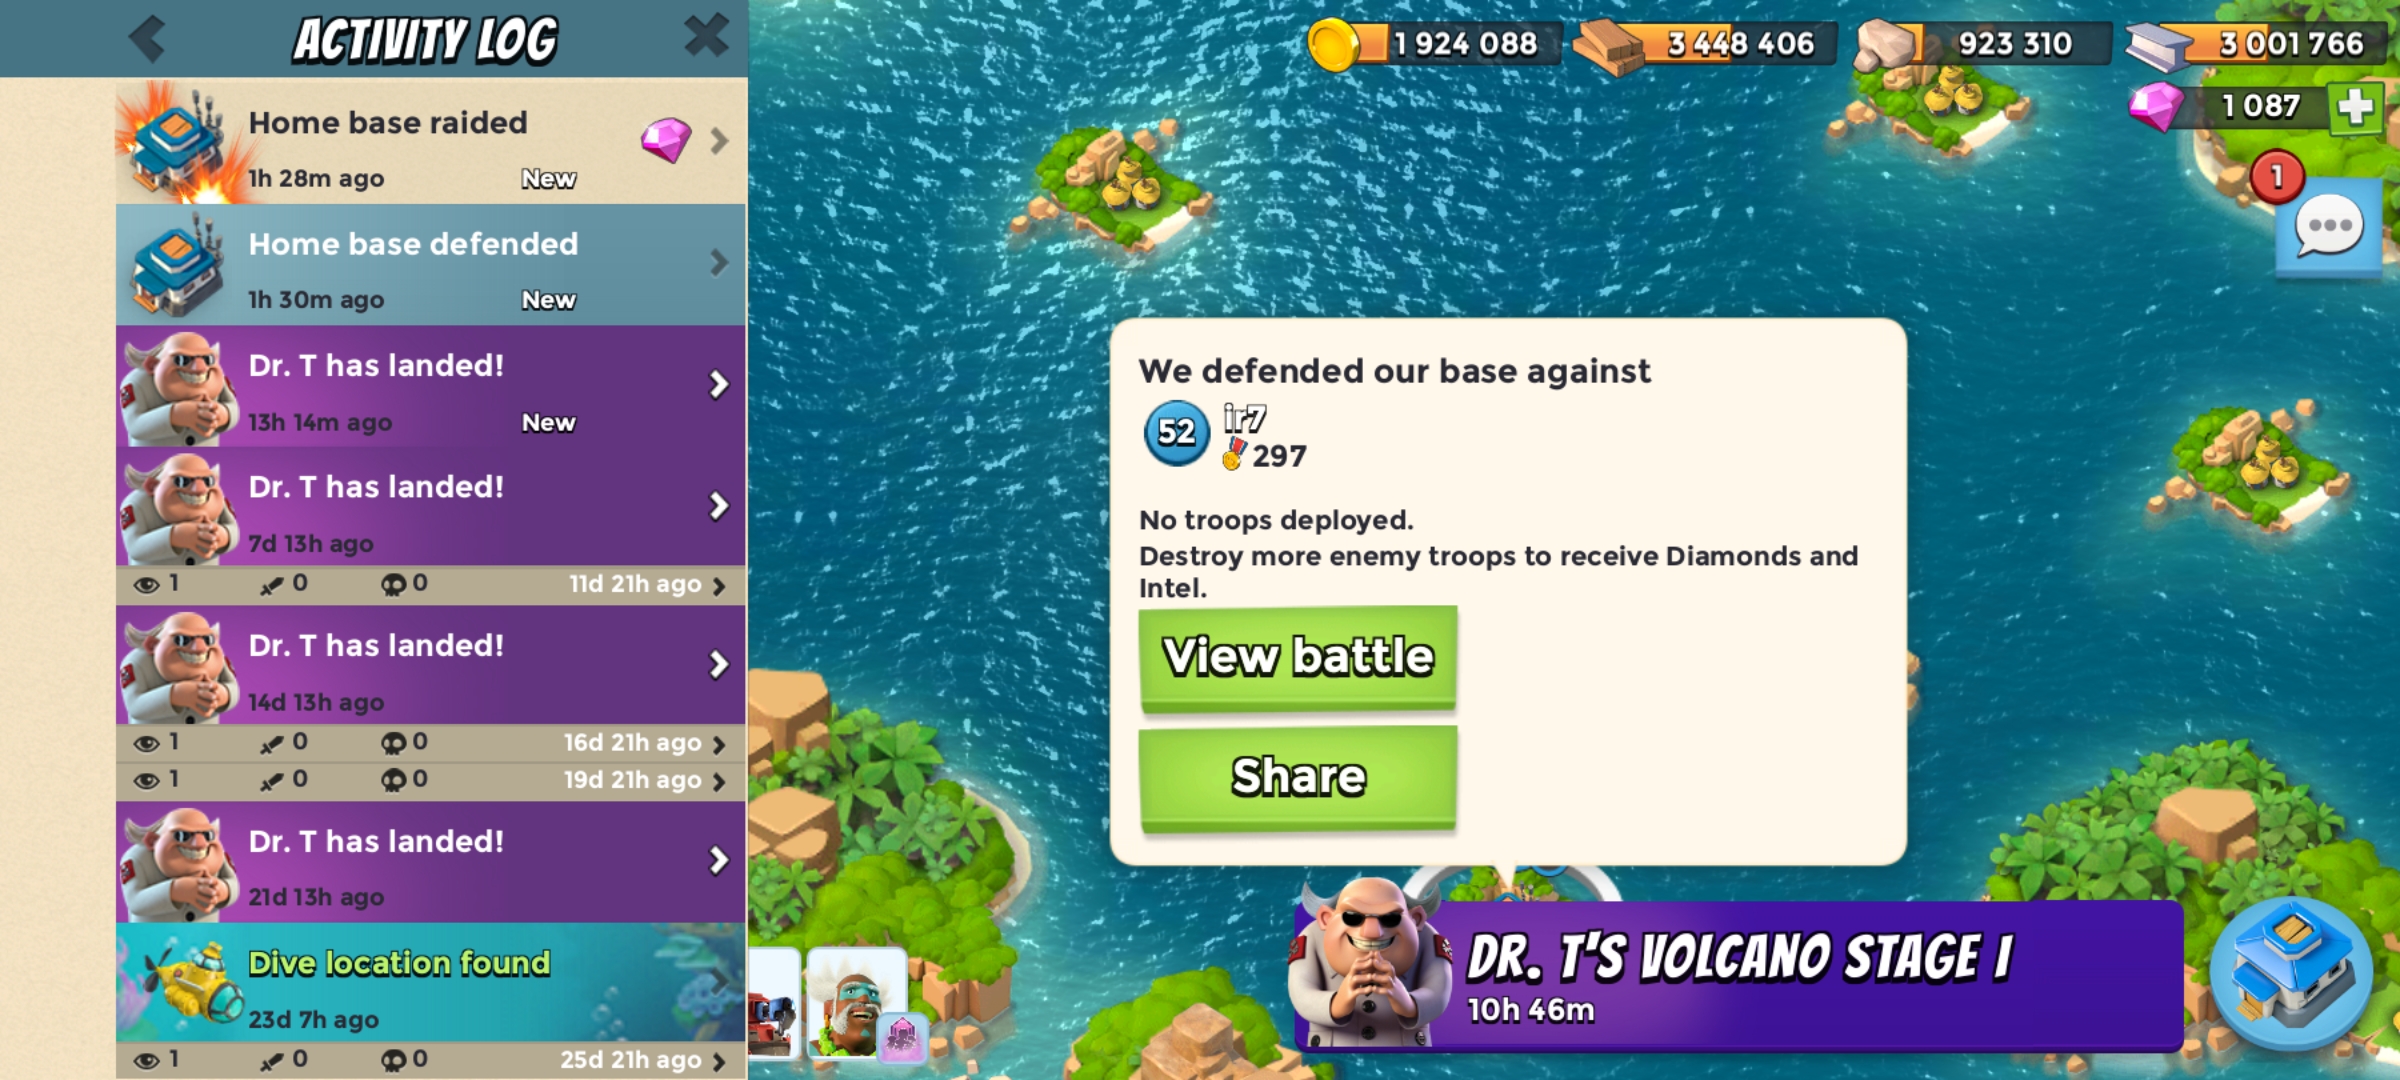 ACTIVITY LOG
Home base raided
1h 28m ago
New
Home base defended
1h 30m ago
New
Dr. T has landed!
13h 14m ago
New
Dr. T has landed!
7d 13h ago
1 0 0 11d 21h ago
Dr. T has landed!
14d 13h ago
1 0 0 16d 21h ago
1 0 0 19d 21h ago
Dr. T has landed!
21d 13h ago
Dive location found
23d 7h ago
1 0 0 25d 21h ago
1 924 088
3 448 406
923 310
3 001 766
1 087
1
We defended our base against
52
ir7
297
No troops deployed.
Destroy more enemy troops to receive Diamonds and
Intel.
View battle
Share
DR. T'S VOLCANO STAGE I
10h 46m